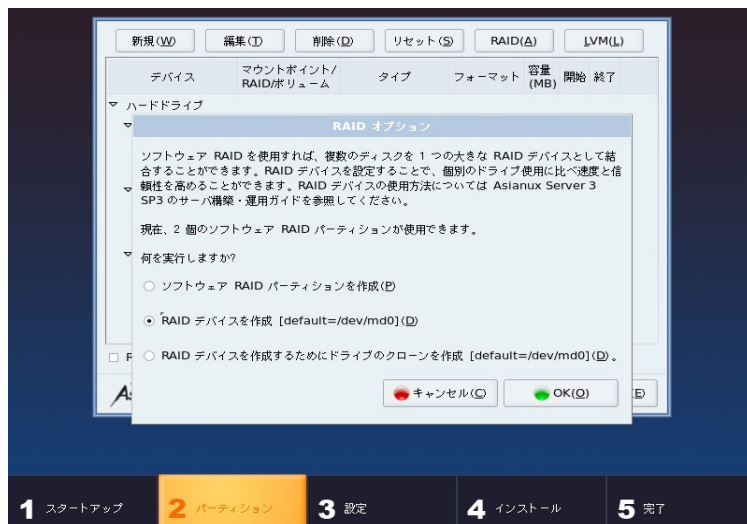 新規(W) 編集(T) 削除(D) リセット(S) RAID(A) LVM(L)
デバイス マウントポイント/ RAID/ボリューム タイプ フォーマット 容量 (MB) 開始 終了
ハードドライブ
RAID オプション
ソフトウェア RAID を使用すれば、複数のディスクを 1 つの大きな RAID デバイスとして結
合することができます。RAID デバイスを設定することで、個別のドライブ使用に比べ速度と信
頼性を高めることができます。RAID デバイスの使用方法については Asianux Server 3
SP3 のサーバ構築・運用ガイドを参照してください。
現在、2 個のソフトウェア RAID パーティションが使用できます。
何を実行しますか?
ソフトウェア RAID パーティションを作成(P)
RAID デバイスを作成 [default=/dev/md0](D)
RAID デバイスを作成するためにドライブのクローンを作成 [default=/dev/md0](D)。
キャンセル(C) OK(O)
(E)
1 スタートアップ 2 パーティション 3 設定 4 インストール 5 完了